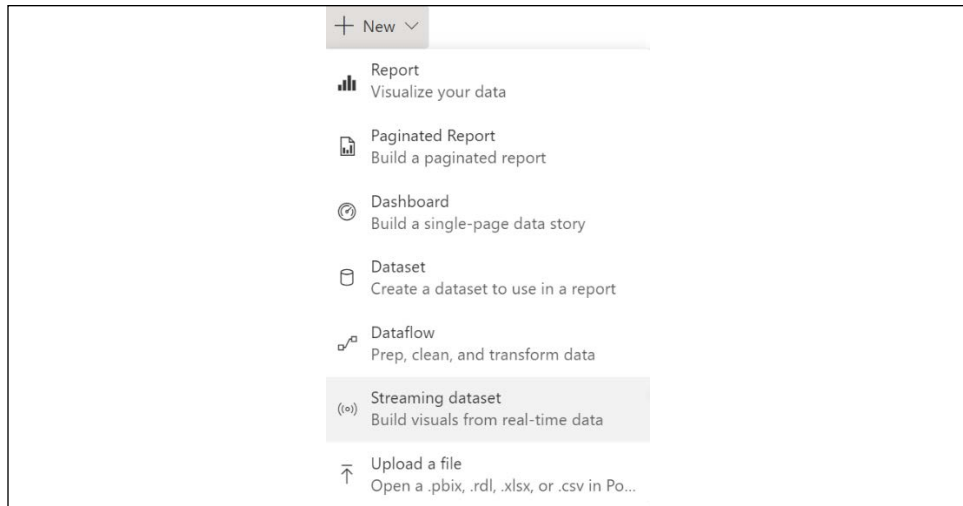 New
Report
Visualize your data
Paginated Report
Build a paginated report
Dashboard
Build a single-page data story
Dataset
Create a dataset to use in a report
Dataflow
Prep, clean, and transform data
Streaming dataset
Build visuals from real-time data
Upload a file
Open a .pbix, .rdl, .xlsx, or .csv in Po...